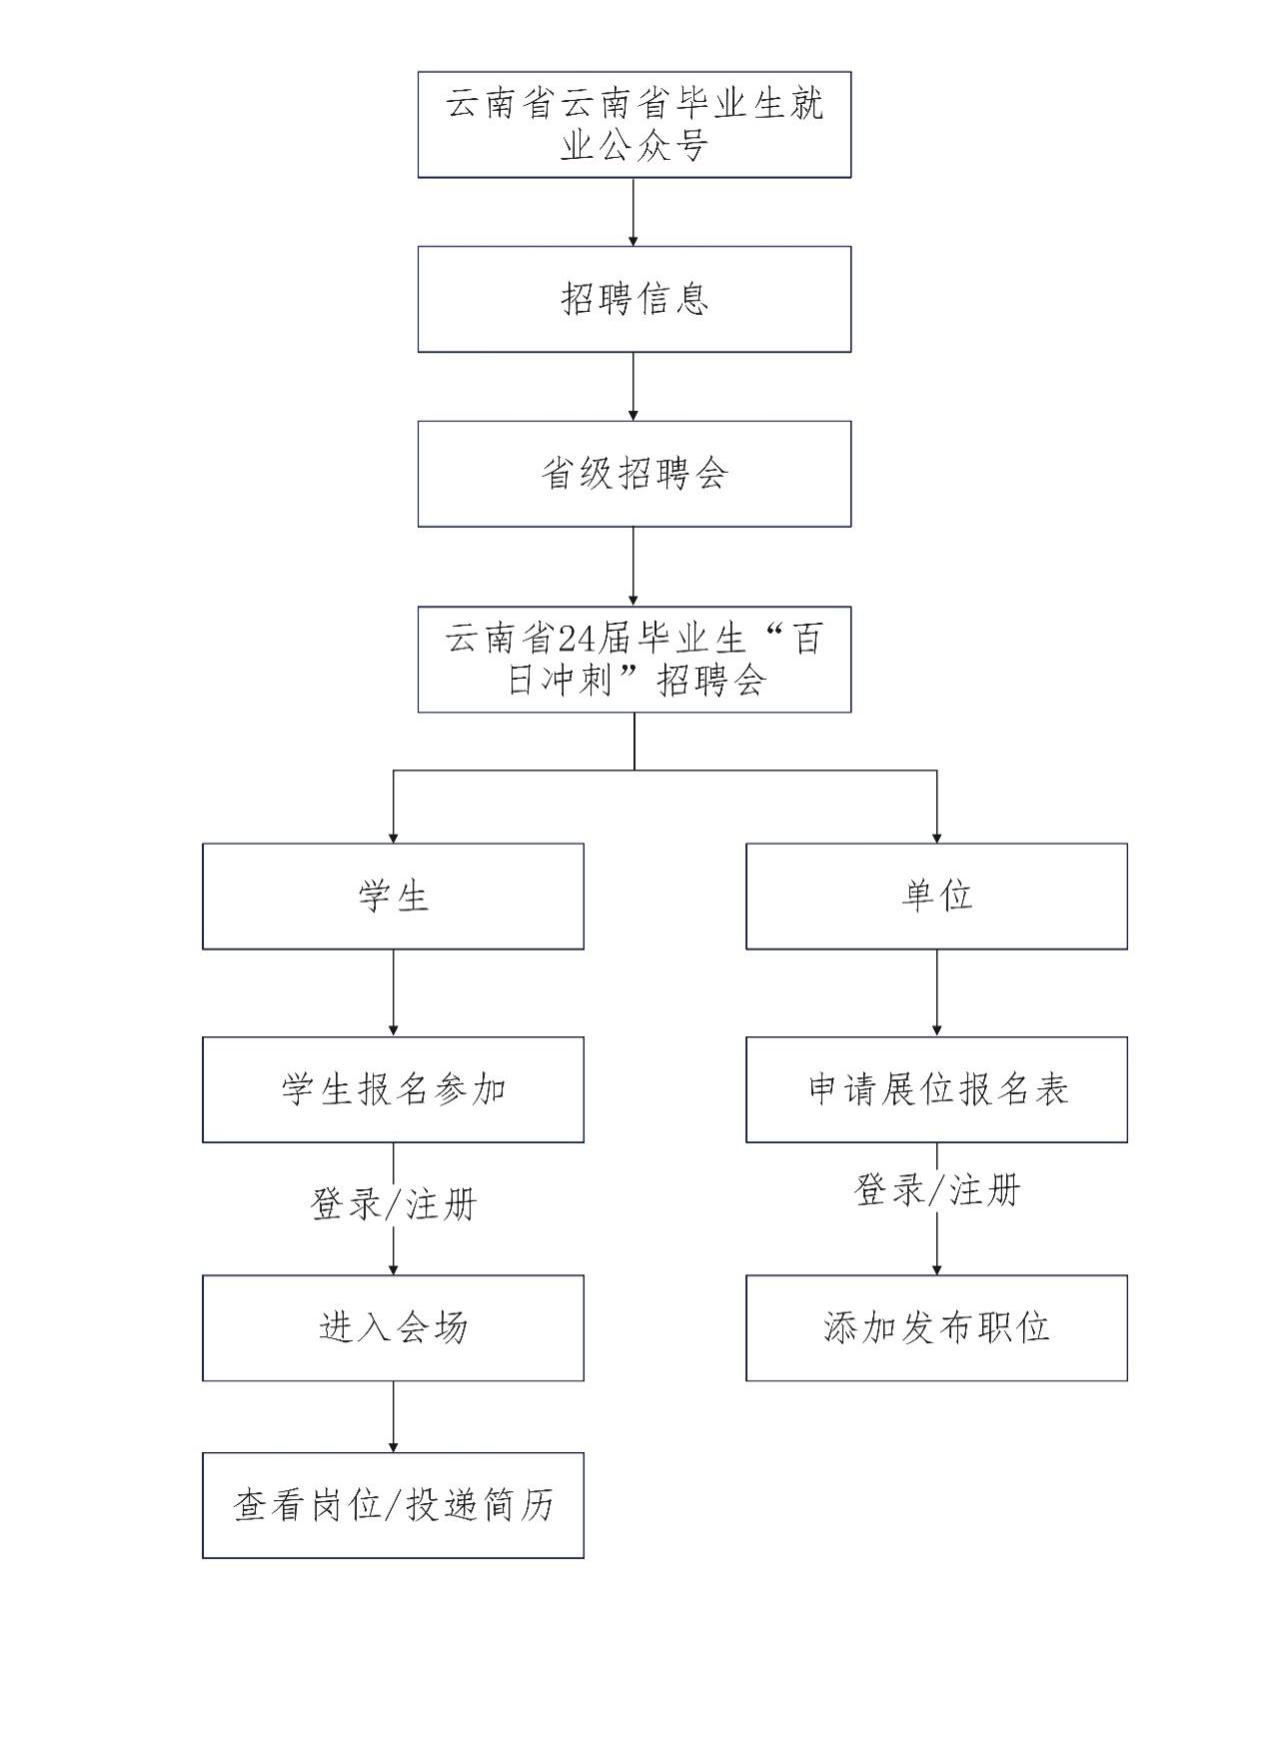 云南省云南省毕业生就
业公众号
招聘信息
省级招聘会
云南省24届毕业生“百
日冲刺”招聘会
学生
单位
学生报名参加
申请展位报名表
登录/注册
登录/注册
进入会场
添加发布职位
查看岗位/投递简历